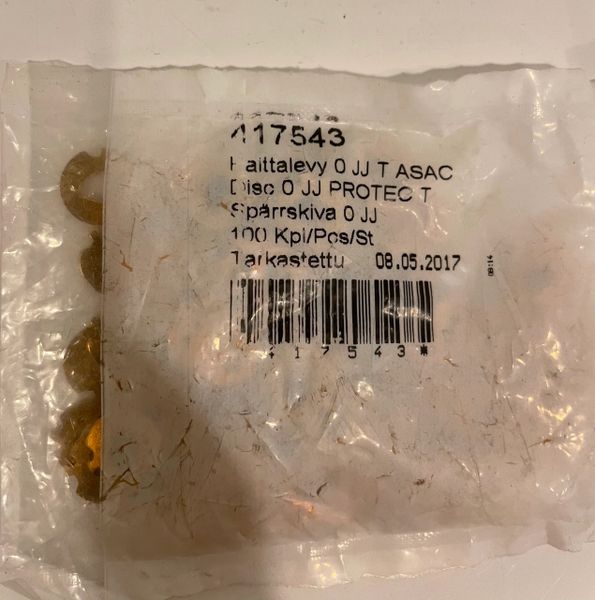 417543
Haittalevy 0 JJ T ASAC
Disc 0 JJ PROTEC T
Spärrskiva 0 JJ
100 Kpl/Pcs/St
Tarkastettu 08.05.2017
417543*